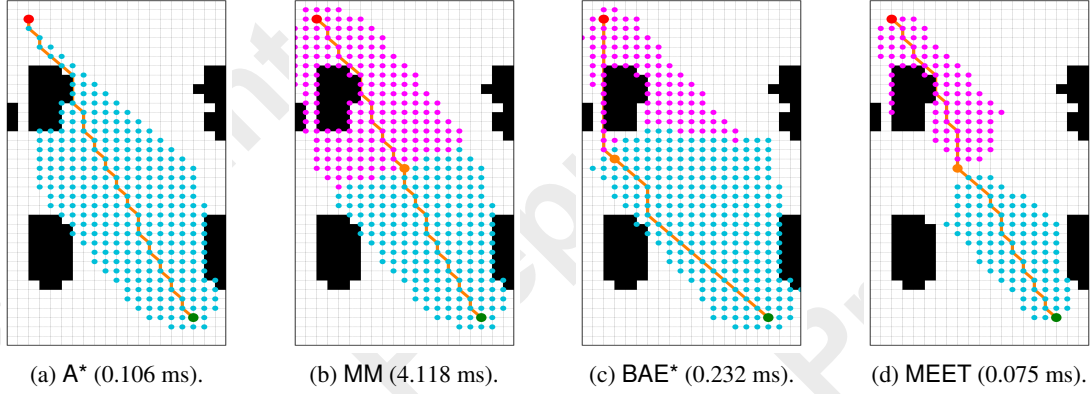 (a) A* (0.106 ms).
(b) MM (4.118 ms).
(c) BAE* (0.232 ms).
(d) MEET (0.075 ms).